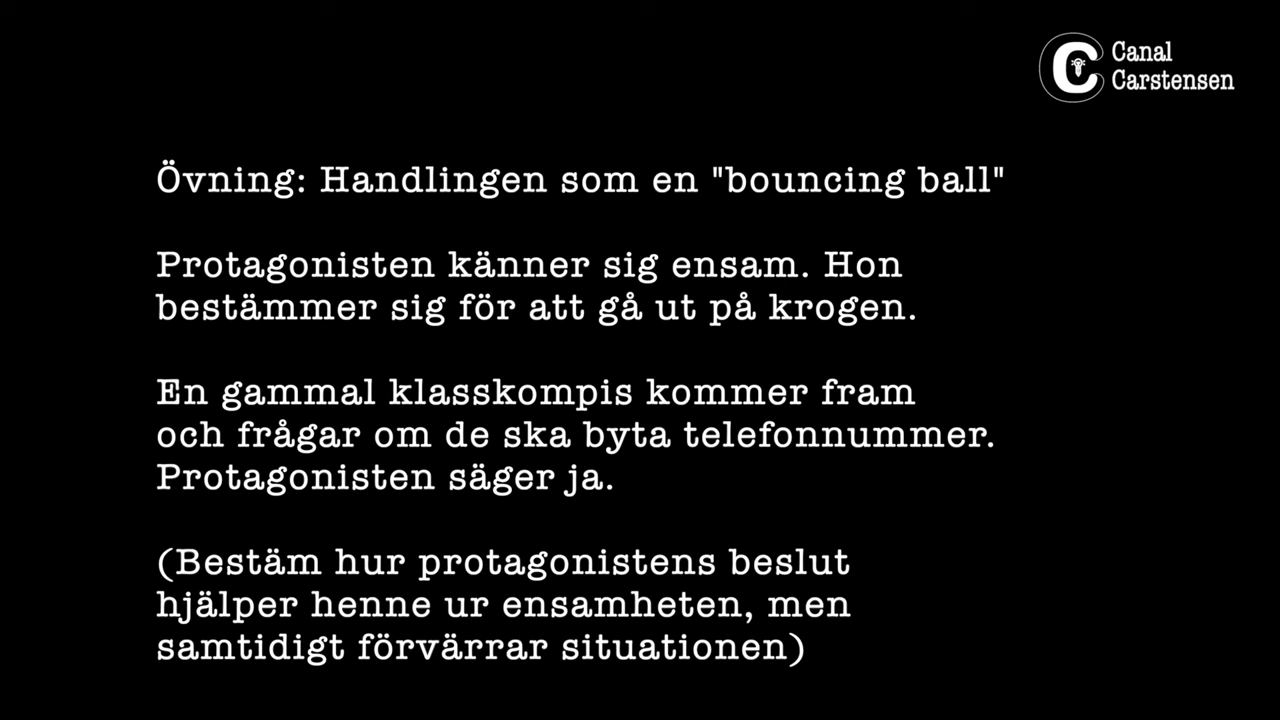 Canal
Carstensen
Övning: Handlingen som en "bouncing ball"
Protagonisten känner sig ensam. Hon
bestämmer sig för att gå ut på krogen.
En gammal klasskompis kommer fram
och frågar om de ska byta telefonnummer.
Protagonisten säger ja.
(Bestäm hur protagonistens beslut
hjälper henne ur ensamheten, men
samtidigt förvärrar situationen)